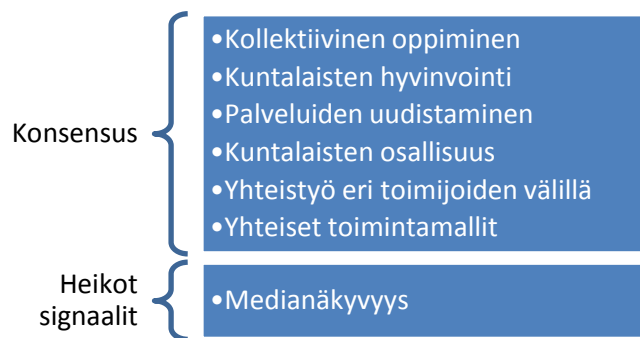 Konsensus
•Kollektiivinen oppiminen
•Kuntalaisten hyvinvointi
•Palveluiden uudistaminen
•Kuntalaisten osallisuus
•Yhteistyö eri toimijoiden välillä
•Yhteiset toimintamallit
Heikot
signaalit
•Medianäkyvyys